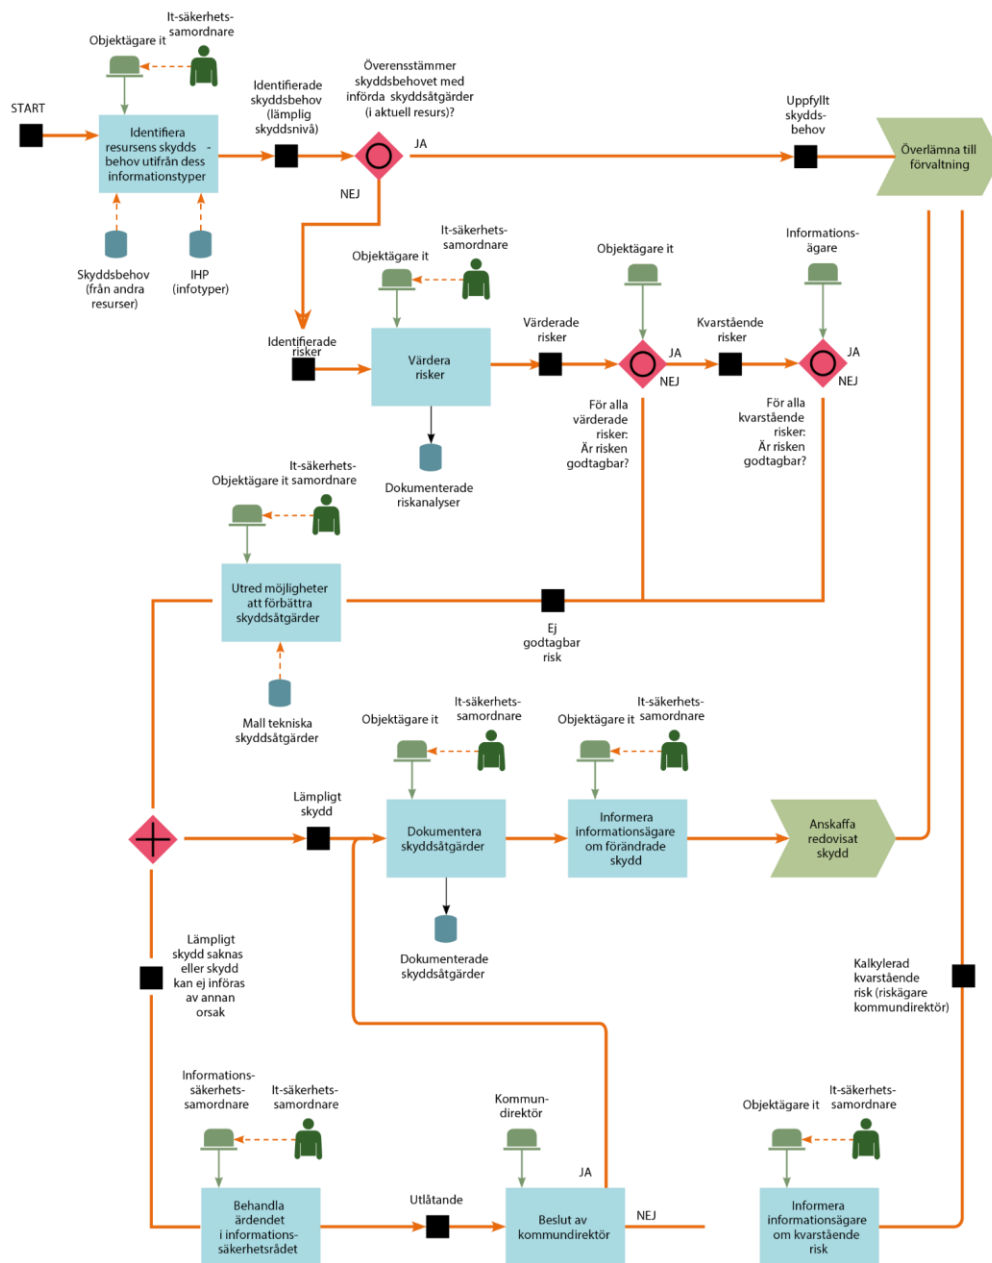 It-säkerhets-
samordnare
Objektägare it
START
Identifiera
resursens skydds -
behov utifrån dess
informationstyper
Skyddsbehov
(från andra
resurser)
IHP
(infotyper)
Identifierade
skyddsbehov
(lämplig
skyddsnivå)
Överensstämmer
skyddsbehovet med
införda skyddsåtgärder
(i aktuell resurs)?
JA
NEJ
Uppfyllt
skydds-
behov
Överlämna till
förvaltning
Identifierade
risker
It-säkerhets-
samordnare
Objektägare it
Värdera
risker
Dokumenterade
riskanalyser
Värderade
risker
Objektägare it
JA
NEJ
För alla
värderade
risker:
Är risken
godtagbar?
Kvarstående
risker
Informations-
ägare
JA
NEJ
För alla
kvarstående
risker:
Är risken
godtagbar?
It-säkerhets-
Objektägare it samordnare
Utred möjligheter
att förbättra
skyddsåtgärder
Ej
godtagbar
risk
Mall tekniska
skyddsåtgärder
Lämpligt
skydd
It-säkerhets-
samordnare
Objektägare it
Dokumentera
skyddsåtgärder
Dokumenterade
skyddsåtgärder
It-säkerhets-
samordnare
Objektägare it
Informera
informationsägare
om förändrade
skydd
Anskaffa
redovisat
skydd
Lämpligt
skydd saknas
eller skydd
kan ej införas
av annan
orsak
Kalkylerad
kvarstående
risk (riskägare
kommundirektör)
Informations-
säkerhets-
samordnare
It-säkerhets-
samordnare
Behandla
ärdendet
i informations-
säkerhetsrådet
Utlåtande
Kommun-
direktör
JA
Beslut av
kommundirektör
NEJ
It-säkerhets-
samordnare
Objektägare it
Informera
informationsägare
om kvarstående
risk